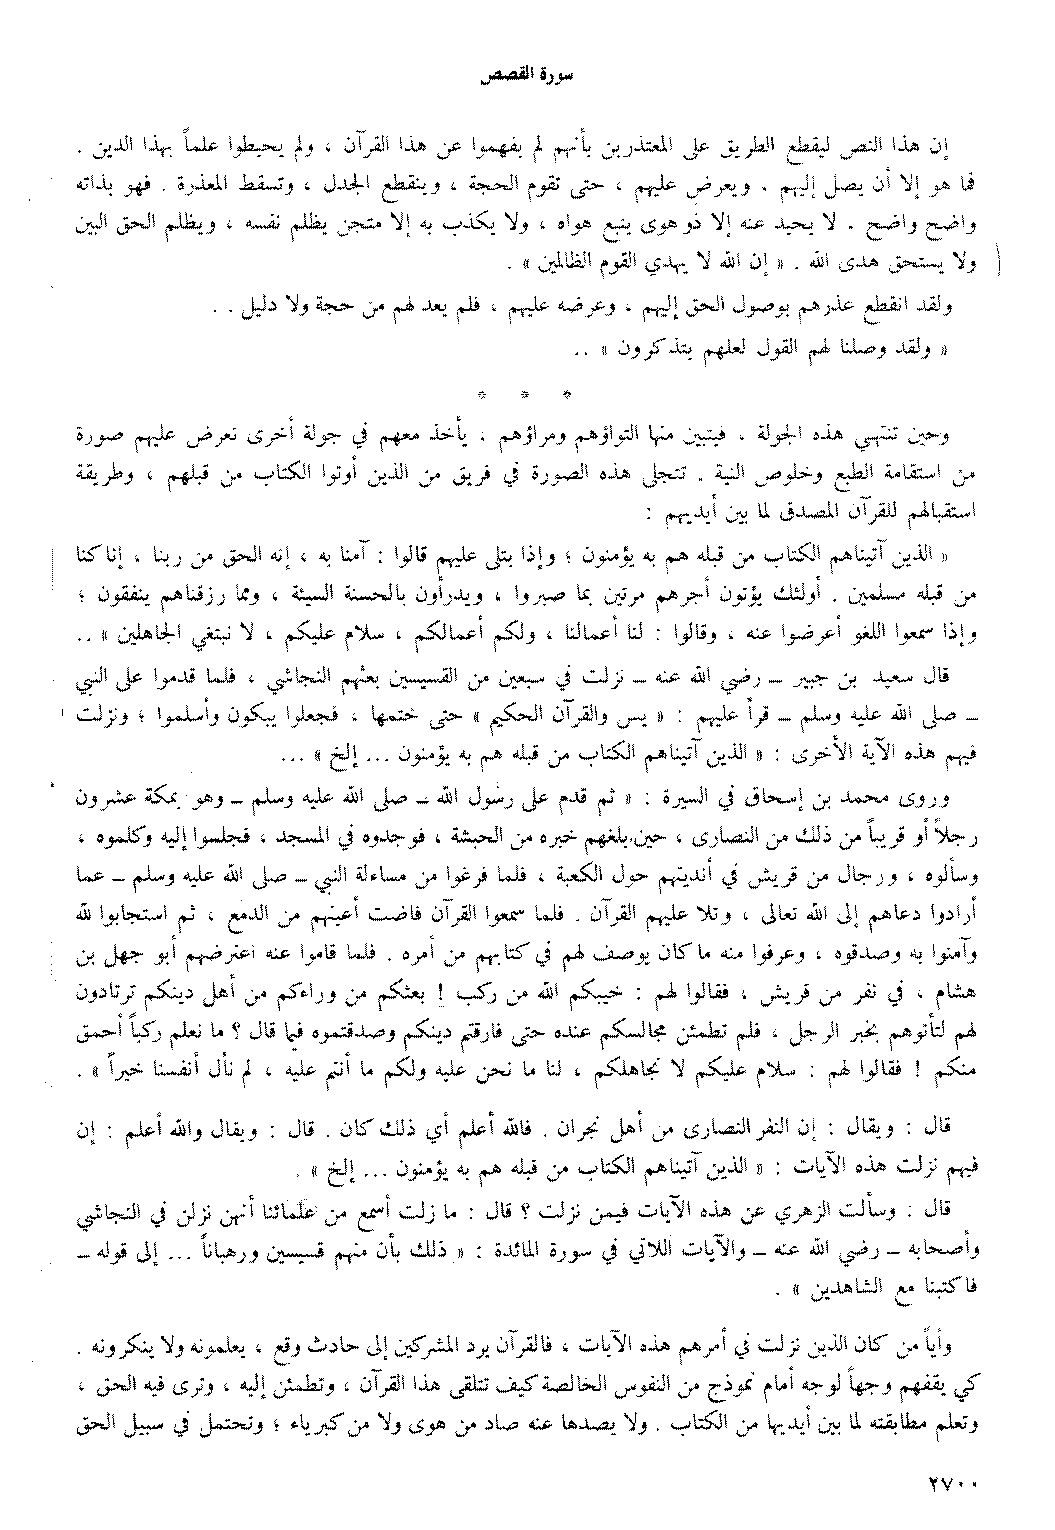 سورة القصص
إن هذا النص ليقطع الطريق على المعتذرين بأنهم لم يفهموا عن هذا القرآن ، ولم يحيطوا علماً بهذا الدين .
فما هو إلا أن يصل إليهم . ويعرض عليهم ، حتى تقوم الحجة ، وينقطع الجدل ، وتسقط المعذرة . فهو بذاته
واضح واضح . لا يحيد عنه إلا ذو هوى يتبع هواه ، ولا يكذب به إلا متجن يظلم نفسه ، ويظلم الحق البين
ولا يستحق هدى الله . « إن الله لا يهدي القوم الظالمين » .
ولقد انقطع عذرهم بوصول الحق إليهم ، وعرضه عليهم ، فلم يعد لهم من حجة ولا دليل . .
« ولقد وصلنا لهم القول لعلهم يتذكرون » ..
* * *
وحين تنتهي هذه الجولة ، فيتبين منها التواؤهم ومراؤهم ، يأخذ معهم في جولة أخرى تعرض عليهم صورة
من استقامة الطبع وخلوص النية . تتجلى هذه الصورة في فريق من الذين أوتوا الكتاب من قبلهم ، وطريقة
استقبالهم للقرآن المصدق لما بين أيديهم :
« الذين آتيناهم الكتاب من قبله هم به يؤمنون ؛ وإذا يتلى عليهم قالوا : آمنا به ، إنه الحق من ربنا ، إنا كنا
من قبله مسلمين . أولئك يؤتون أجرهم مرتين بما صبروا ، ويدرأون بالحسنة السيئة ، ومما رزقناهم ينفقون ؛
وإذا سمعوا اللغو أعرضوا عنه ، وقالوا : لنا أعمالنا ، ولكم أعمالكم ، سلام عليكم ، لا نبتغي الجاهلين » ..
قال سعيد بن جبير – رضي الله عنه – نزلت في سبعين من القسيسين بعثهم النجاشي ، فلما قدموا على النبي
– صلى الله عليه وسلم – قرأ عليهم : « يس والقرآن الحكيم » حتى ختمها ، فجعلوا يبكون وأسلموا ؛ ونزلت
فيهم هذه الآية الأخرى : « الذين آتيناهم الكتاب من قبله هم به يؤمنون ... إلخ » ...
وروى محمد بن إسحاق في السيرة : « ثم قدم على رسول الله – صلى الله عليه وسلم – وهو بمكة عشرون
رجلاً أو قريباً من ذلك من النصارى ، حين بلغهم خبره من الحبشة ، فوجدوه في المسجد ، فجلسوا إليه وكلموه ،
وسألوه ، ورجال من قريش في أنديتهم حول الكعبة ، فلما فرغوا من مساءلة النبي – صلى الله عليه وسلم – عما
أرادوا دعاهم إلى الله تعالى ، وتلا عليهم القرآن . فلما سمعوا القرآن فاضت أعينهم من الدمع ، ثم استجابوا لله
وآمنوا به وصدقوه ، وعرفوا منه ما كان يوصف لهم في كتابهم من أمره . فلما قاموا عنه اعترضهم أبو جهل بن
هشام ، في نفر من قريش ، فقالوا لهم : خيبكم الله من ركب ! بعثكم من وراءكم من أهل دينكم ترتادون
لهم لتأتوهم بخبر الرجل ، فلم تطمئن مجالسكم عنده حتى فارقتم دينكم وصدقتموه فيما قال ؟ ما نعلم ركباً أحمق
منكم ! فقالوا لهم : سلام عليكم لا نجاهلكم ، لنا ما نحن عليه ولكم ما أنتم عليه ، لم نأل أنفسنا خيراً » .
قال : ويقال : إن النفر النصارى من أهل نجران . فالله أعلم أي ذلك كان . قال : ويقال والله أعلم : إن
فيهم نزلت هذه الآيات : « الذين آتيناهم الكتاب من قبله هم به يؤمنون ... إلخ » .
قال : وسألت الزهري عن هذه الآيات فيمن نزلت ؟ قال : ما زلت أسمع من علمائنا أنهن نزلن في النجاشي
وأصحابه – رضي الله عنه – والآيات اللاتي في سورة المائدة : « ذلك بأن منهم قسيسين ورهباناً ... إلى قوله –
فاكتبنا مع الشاهدين » .
وأياً من كان الذين نزلت في أمرهم هذه الآيات ، فالقرآن يرد المشركين إلى حادث وقع ، يعلمونه ولا ينكرونه .
كي يقفهم وجهاً لوجه أمام نموذج من النفوس الخالصة كيف تتلقى هذا القرآن ، وتطمئن إليه ، وترى فيه الحق ،
وتعلم مطابقته لما بين أيديها من الكتاب . ولا يصدها عنه صاد من هوى ولا من كبرياء ؛ وتحتمل في سبيل الحق
٢٧٠٠